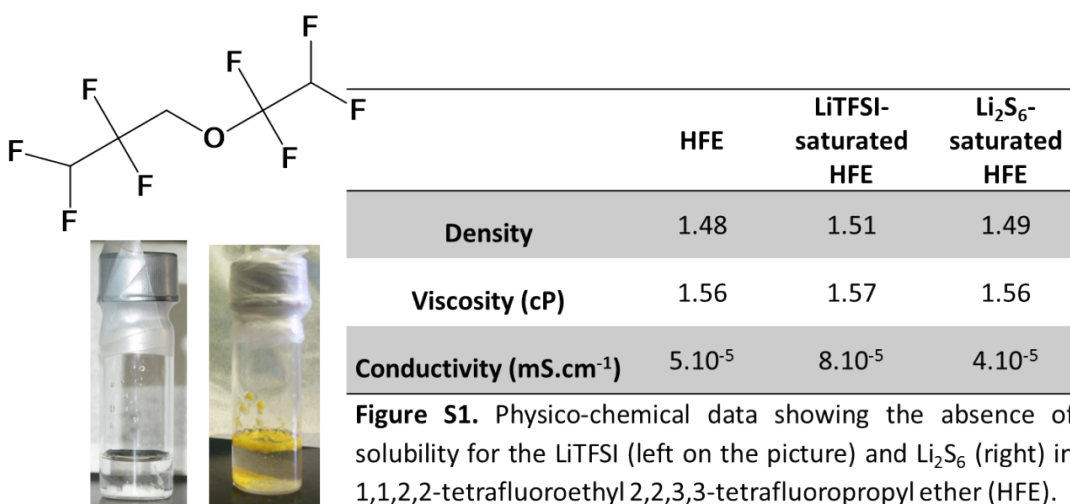 F
F F
F F
F O F
F
HFE
LiTFSI-
saturated
HFE
Li₂S₆-
saturated
HFE
Density 1.48 1.51 1.49
Viscosity (cP) 1.56 1.57 1.56
Conductivity (mS.cm⁻¹) 5.10⁻⁵ 8.10⁻⁵ 4.10⁻⁵
Figure S1. Physico-chemical data showing the absence of
solubility for the LiTFSI (left on the picture) and Li₂S₆ (right) in
1,1,2,2-tetrafluoroethyl 2,2,3,3-tetrafluoropropyl ether (HFE).